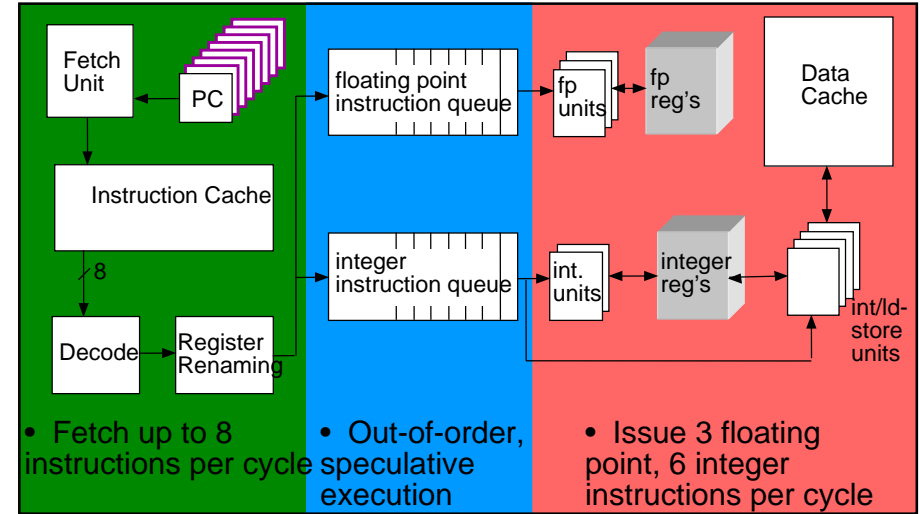 Fetch
Unit
PC
Instruction Cache
8
Decode
Register
Renaming
floating point
instruction queue
integer
instruction queue
fp
units
fp
reg's
Data
Cache
int.
units
integer
reg's
int/ld-
store
units
• Fetch up to 8
instructions per cycle
• Out-of-order,
speculative
execution
• Issue 3 floating
point, 6 integer
instructions per cycle